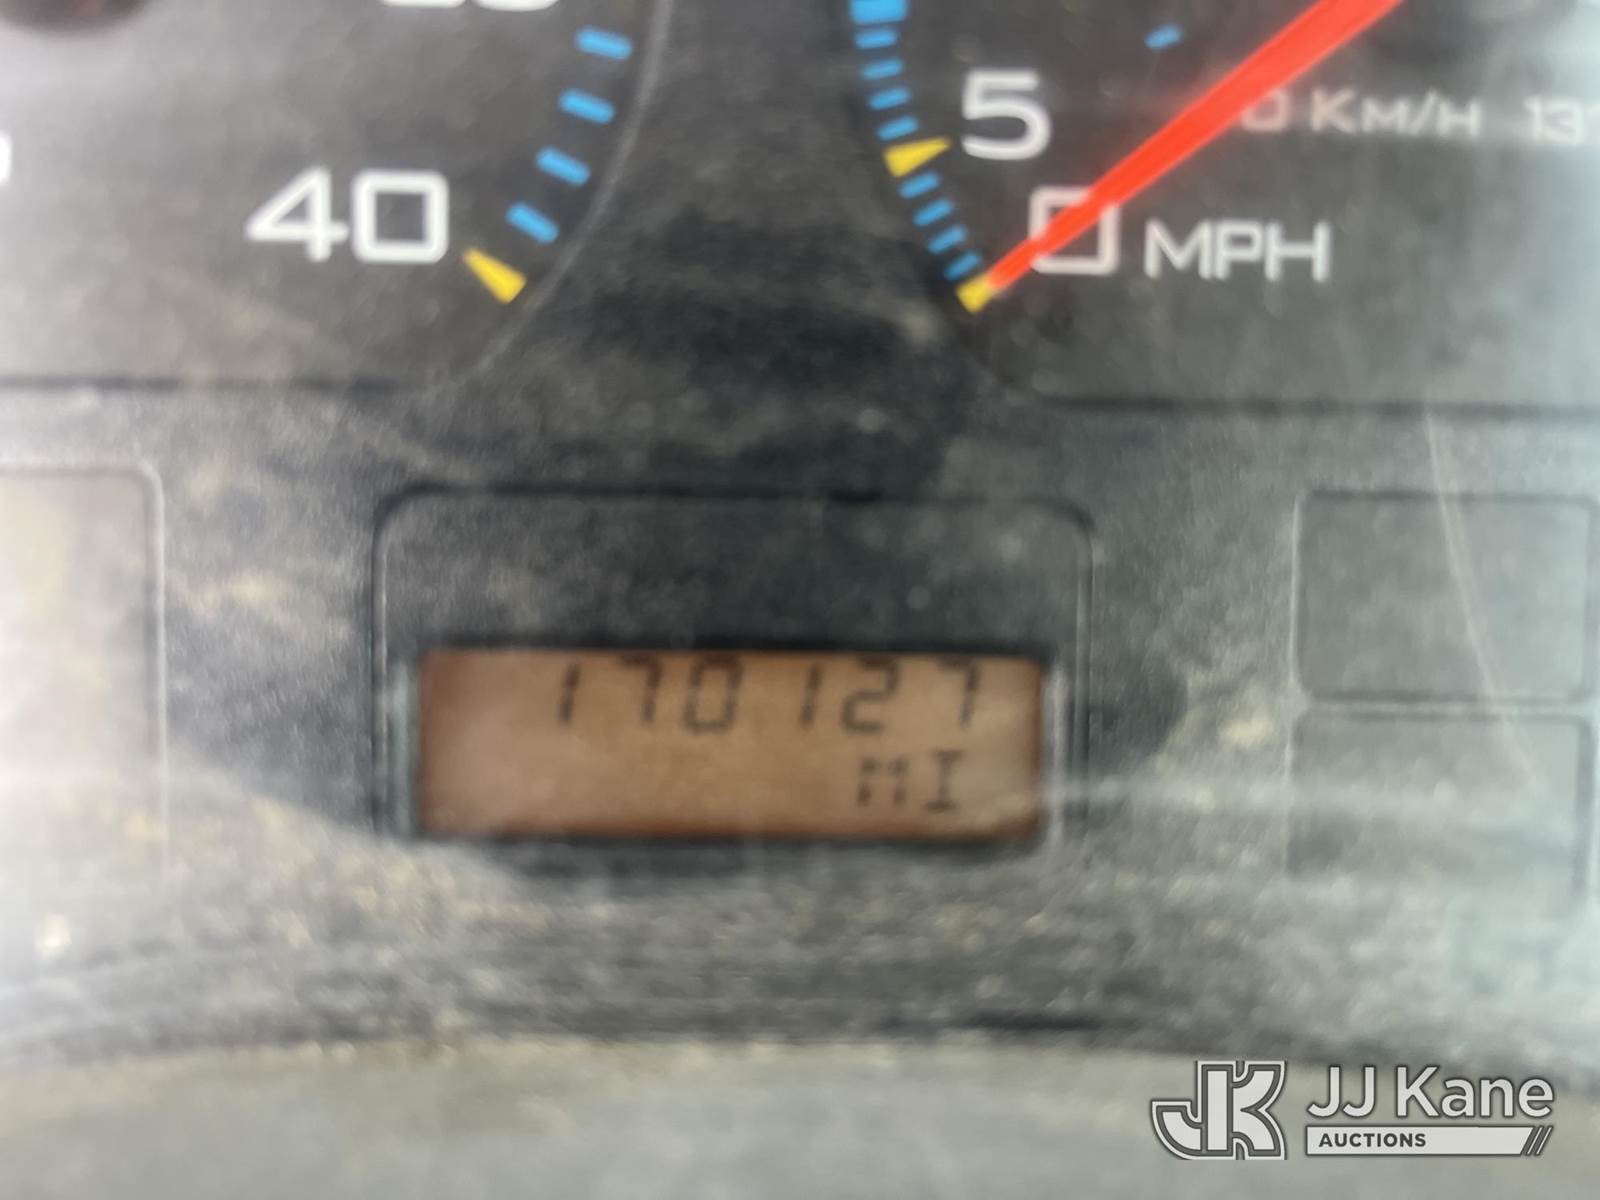 40
5
0 MPH
KM/H
170127
MI
JJ Kane
AUCTIONS